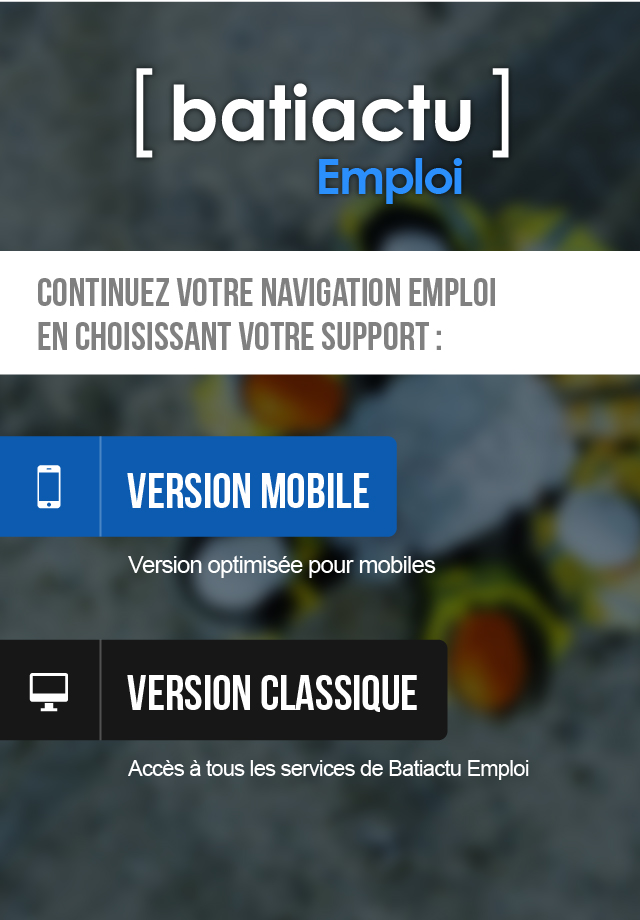 [ batiactu ]
Emploi
CONTINUEZ VOTRE NAVIGATION EMPLOI
EN CHOISISSANT VOTRE SUPPORT :
VERSION MOBILE
Version optimisée pour mobiles
VERSION CLASSIQUE
Accès à tous les services de Batiactu Emploi